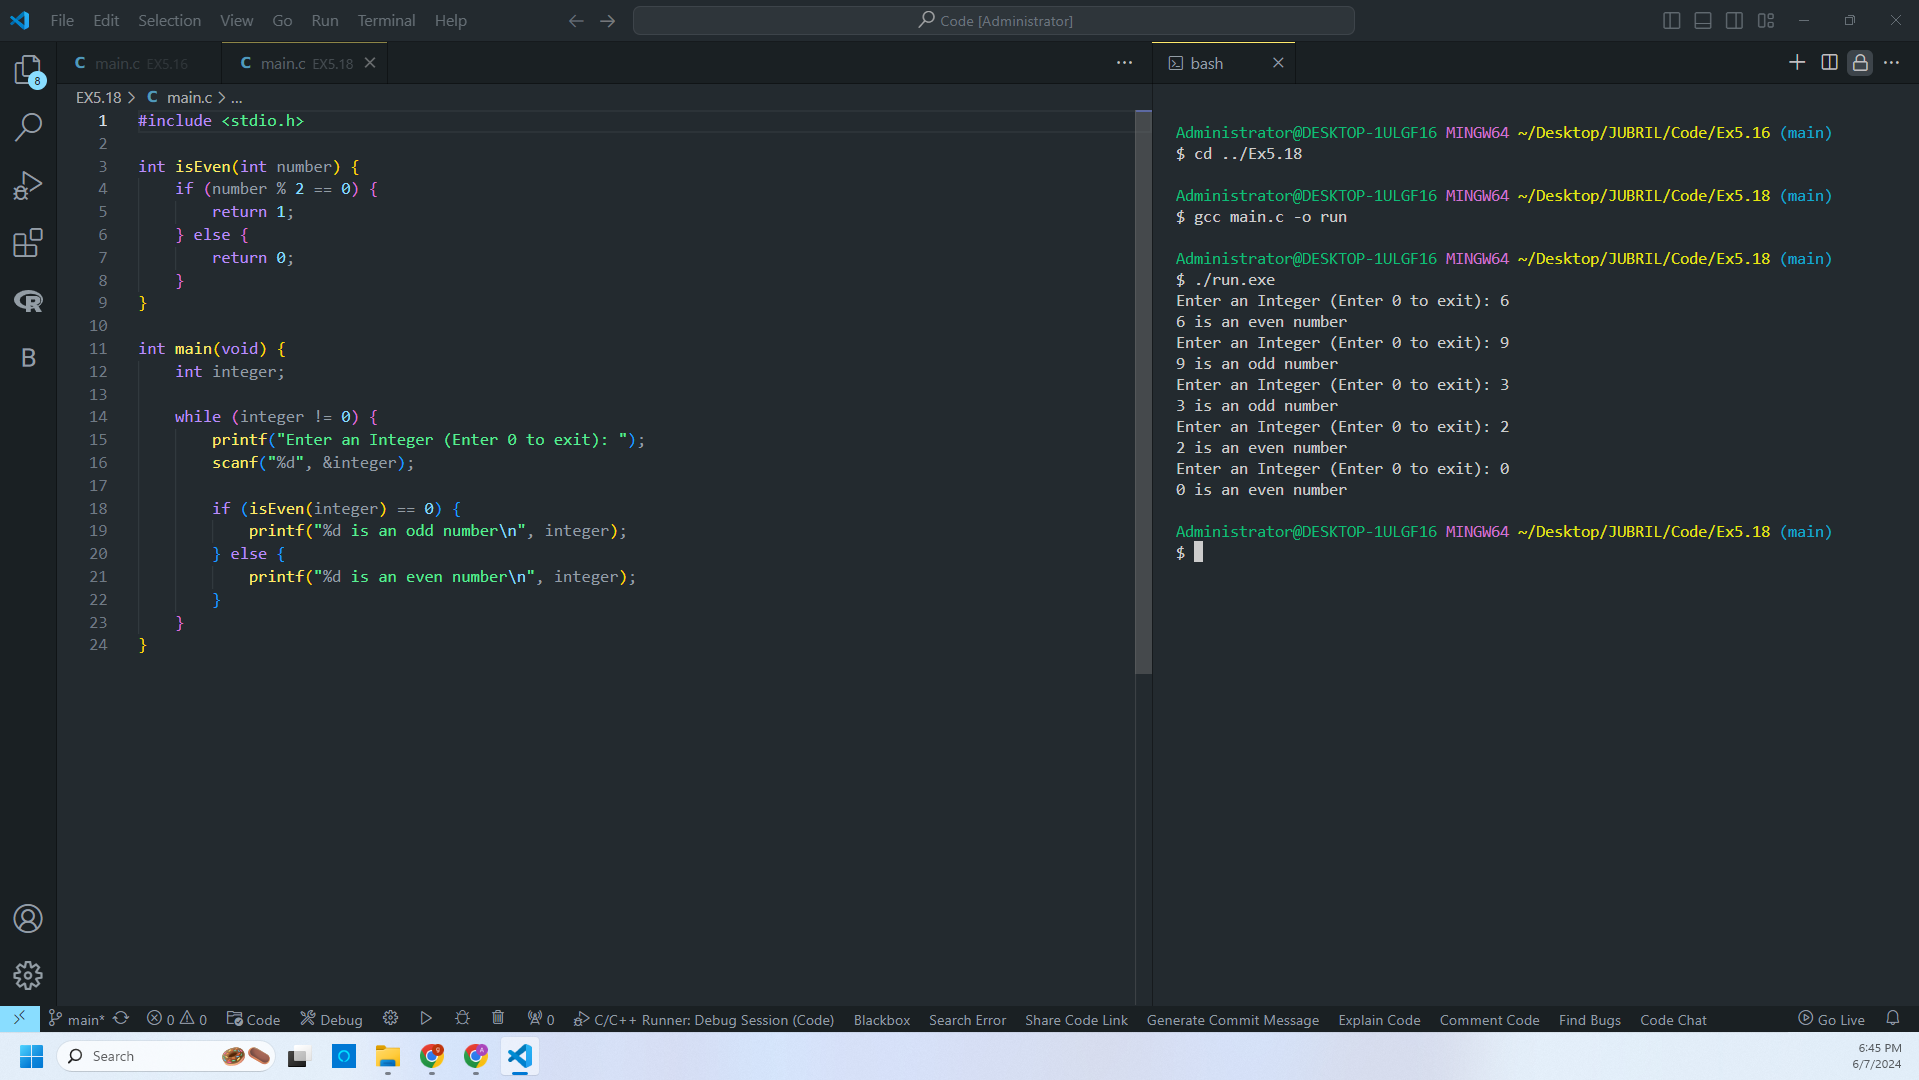 File Edit Selection View Go Run Terminal Help
Code [Administrator]
8
B
C main.c EX5.16
C main.c EX5.18
EX5.18 > C main.c > ...
1 #include <stdio.h>
2
3 int isEven(int number) {
4 if (number % 2 == 0) {
5 return 1;
6 } else {
7 return 0;
8 }
9 }
10
11 int main(void) {
12 int integer;
13
14 while (integer != 0) {
15 printf("Enter an Integer (Enter 0 to exit): ");
16 scanf("%d", &integer);
17
18 if (isEven(integer) == 0) {
19 printf("%d is an odd number\n", integer);
20 } else {
21 printf("%d is an even number\n", integer);
22 }
23 }
24 }
bash
Administrator@DESKTOP-1ULGF16 MINGW64 ~/Desktop/JUBRIL/Code/Ex5.16 (main)
$ cd ../Ex5.18
Administrator@DESKTOP-1ULGF16 MINGW64 ~/Desktop/JUBRIL/Code/Ex5.18 (main)
$ gcc main.c -o run
Administrator@DESKTOP-1ULGF16 MINGW64 ~/Desktop/JUBRIL/Code/Ex5.18 (main)
$ ./run.exe
Enter an Integer (Enter 0 to exit): 6
6 is an even number
Enter an Integer (Enter 0 to exit): 9
9 is an odd number
Enter an Integer (Enter 0 to exit): 3
3 is an odd number
Enter an Integer (Enter 0 to exit): 2
2 is an even number
Enter an Integer (Enter 0 to exit): 0
0 is an even number
Administrator@DESKTOP-1ULGF16 MINGW64 ~/Desktop/JUBRIL/Code/Ex5.18 (main)
$
main* 0 0 Code Debug 0 C/C++ Runner: Debug Session (Code) Blackbox Search Error Share Code Link Generate Commit Message Explain Code Comment Code Find Bugs Code Chat Go Live
Search
6:45 PM
6/7/2024